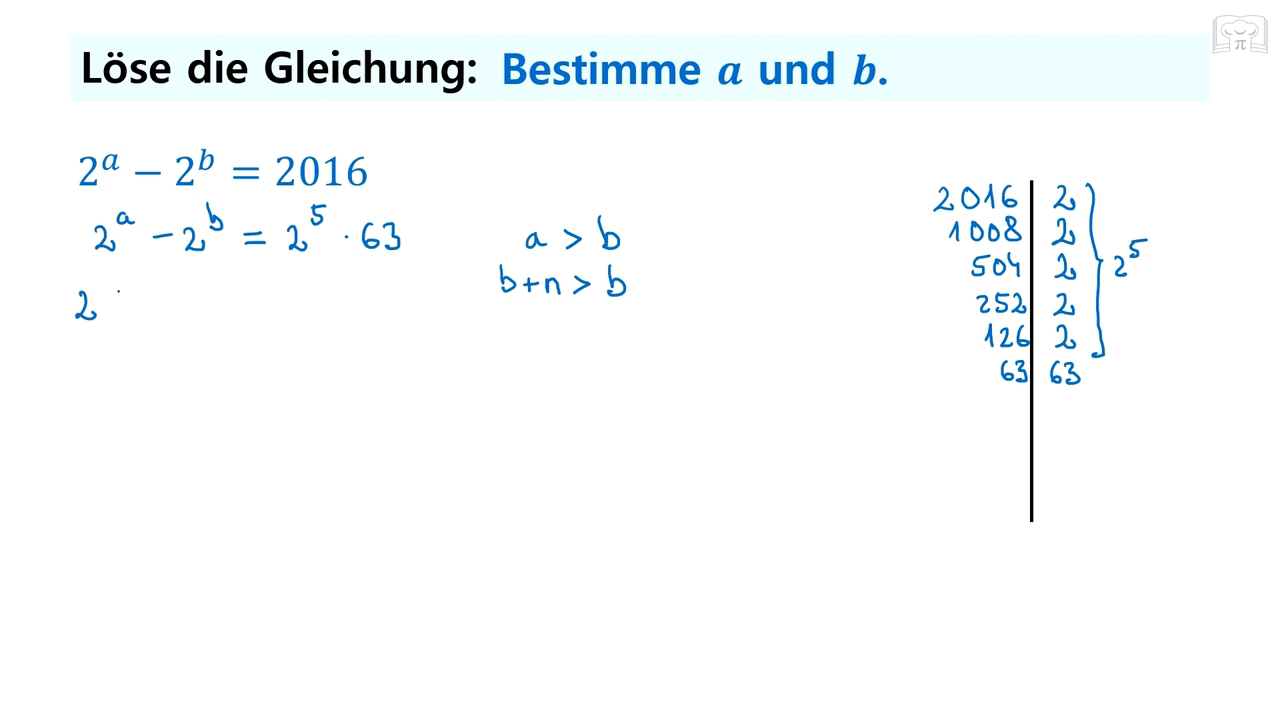 Löse die Gleichung: Bestimme a und b.
2^a − 2^b = 2016
2^a − 2^b = 2^5 · 63
a > b
b+n > b
2
2016 | 2
1008 | 2
504 | 2
252 | 2
126 | 2
63 | 63
2^5
π